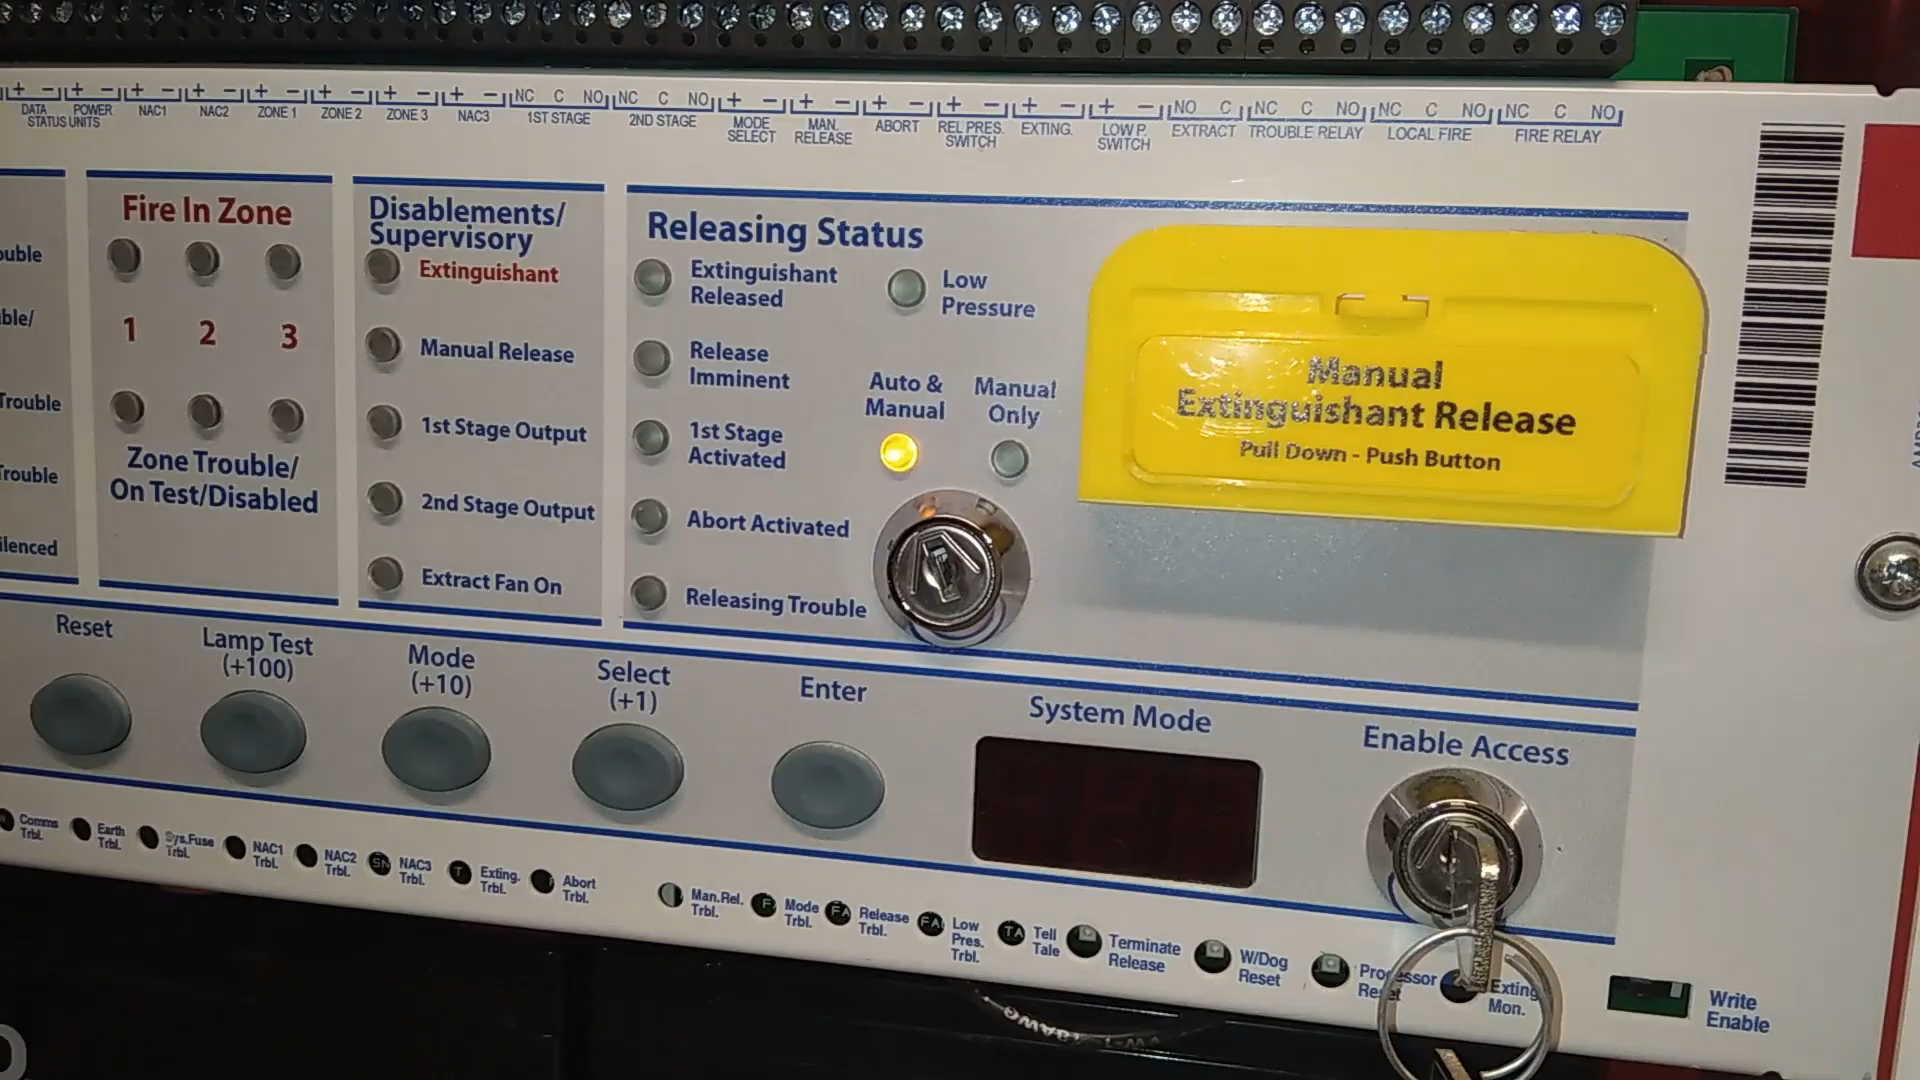 + - + - + - + - + - + - + - + - NC C NO NC C NO + - + - + - + - + - + - NO C NC C NO NC C NO NC C NO
DATA POWER
STATUS UNITS
NAC1
NAC2
ZONE 1
ZONE 2
ZONE 3
NAC3
1ST STAGE
2ND STAGE
MODE
SELECT
MAN.
RELEASE
ABORT
REL PRES.
SWITCH
EXTING.
LOW P.
SWITCH
EXTRACT
TROUBLE RELAY
LOCAL FIRE
FIRE RELAY
Trouble
Trouble
Fire In Zone
1 2 3
Zone Trouble/
On Test/Disabled
Disablements/
Supervisory
Extinguishant
Manual Release
1st Stage Output
2nd Stage Output
Extract Fan On
Releasing Status
Extinguishant
Released
Release
Imminent
1st Stage
Activated
Abort Activated
Releasing Trouble
Low
Pressure
Auto &
Manual
Manual
Only
Manual
Extinguishant Release
Pull Down - Push Button
Reset
Lamp Test
(+100)
Mode
(+10)
Select
(+1)
Enter
System Mode
Enable Access
Comms
Trbl.
Earth
Trbl.
Sys.Fuse
Trbl.
NAC1
Trbl.
NAC2
Trbl.
NAC3
Trbl.
Exting.
Trbl.
Abort
Trbl.
Man.Rel.
Trbl.
Mode
Trbl.
Release
Trbl.
Low
Pres.
Trbl.
Tell
Tale
Terminate
Release
W/Dog
Reset
Processor
Reset
Exting
Mon.
Write
Enable